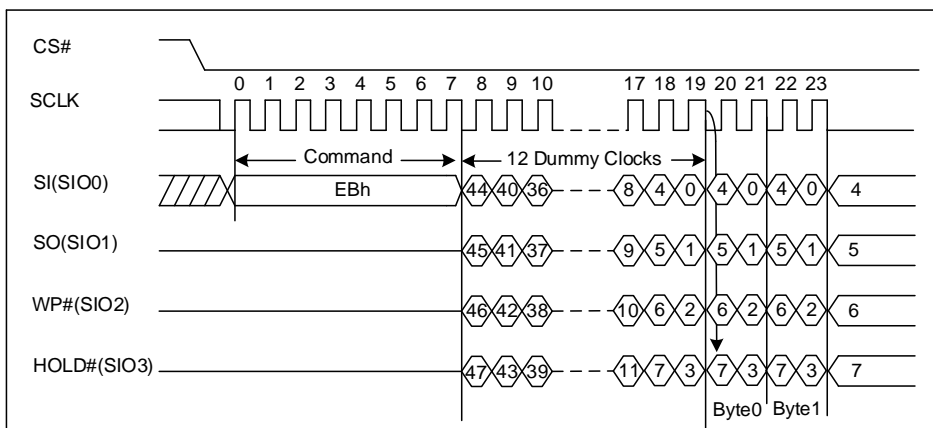 CS#
0 1 2 3 4 5 6 7 8 9 10 17 18 19 20 21 22 23
SCLK
Command 12 Dummy Clocks
SI(SIO0) EBh 44 40 36 8 4 0 4 0 4 0 4
SO(SIO1) 45 41 37 9 5 1 5 1 5 1 5
WP#(SIO2) 46 42 38 10 6 2 6 2 6 2 6
HOLD#(SIO3) 47 43 39 11 7 3 7 3 7 3 7
Byte0 Byte1